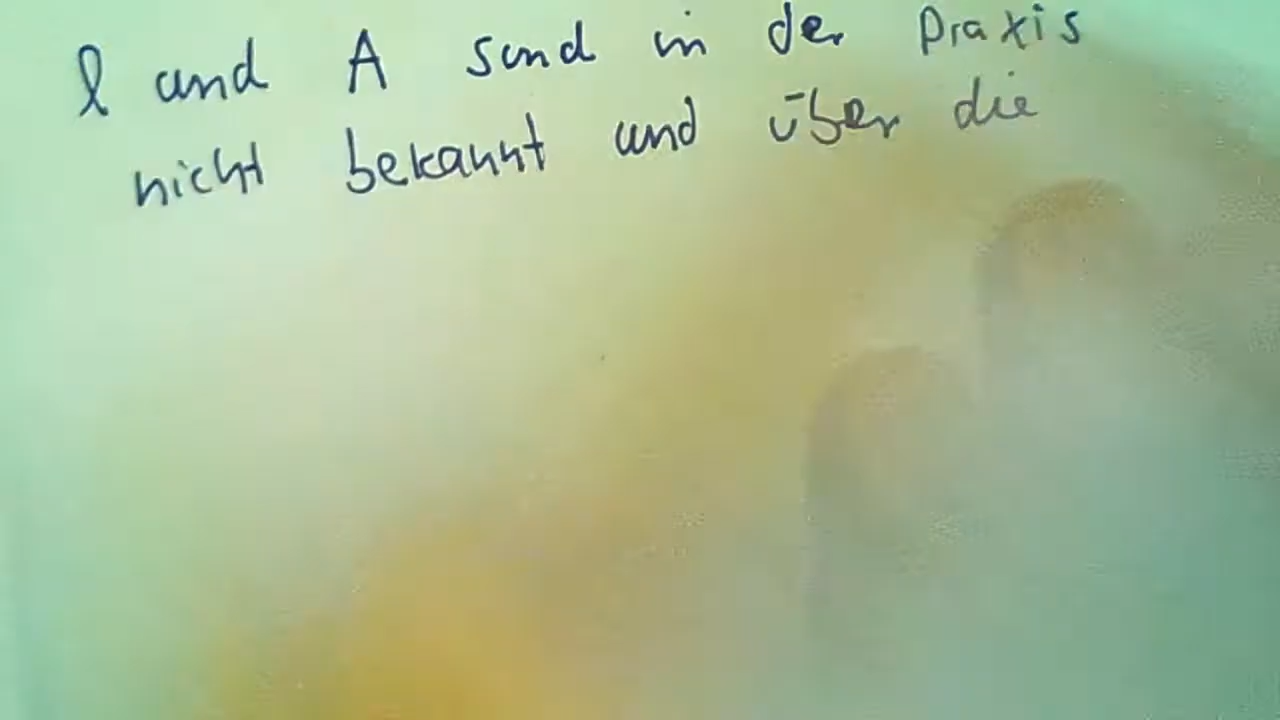 l und A sind in der Praxis
nicht bekannt und über die